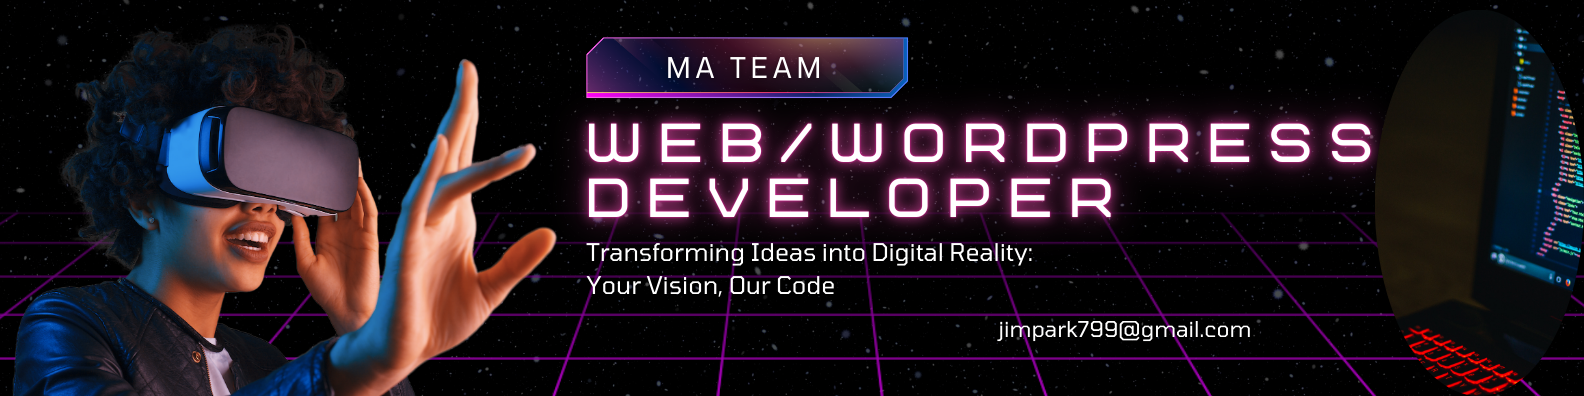 MA TEAM
WEB/WORDPRESS
DEVELOPER
Transforming Ideas into Digital Reality:
Your Vision, Our Code
jimpark799@gmail.com